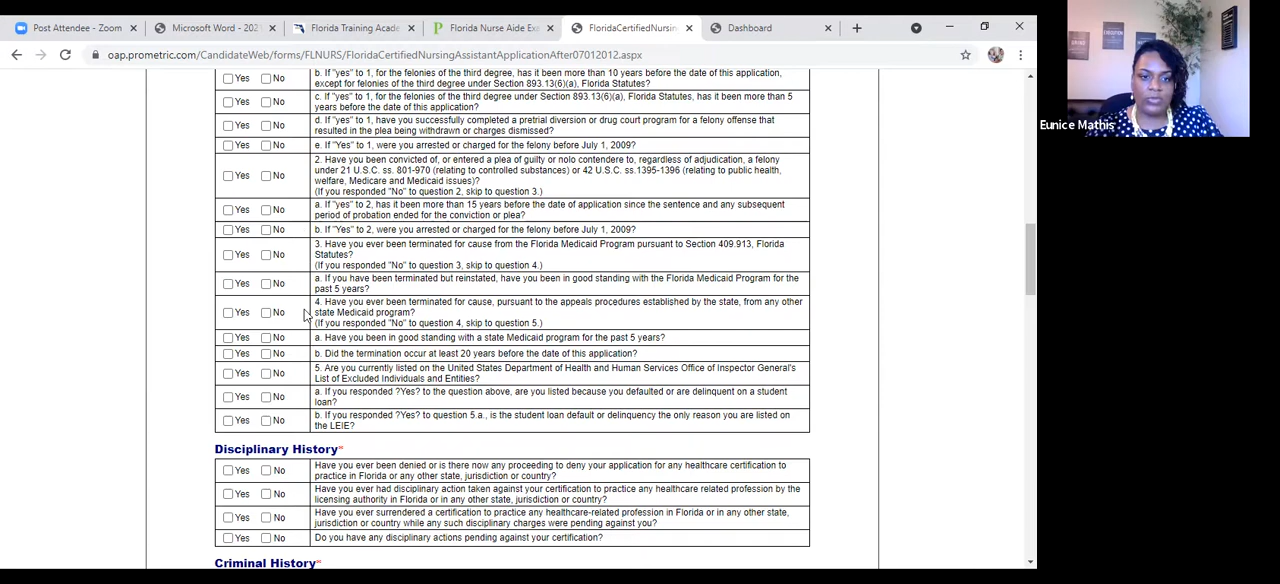 Post Attendee - Zoom
Microsoft Word - 202
Florida Training Acade
Florida Nurse Aide Exa
FloridaCertifiedNursin
Dashboard
oap.prometric.com/CandidateWeb/forms/FLNURS/FloridaCertifiedNursingAssistantApplicationAfter07012012.aspx
Eunice Mathis
Yes No b. If "yes" to 1, for the felonies of the third degree, has it been more than 10 years before the date of this application,
except for felonies of the third degree under Section 893.13(6)(a), Florida Statutes?
Yes No c. If "yes" to 1, for the felonies of the third degree under Section 893.13(6)(a), Florida Statutes, has it been more than 5
years before the date of this application?
Yes No d. If "yes" to 1, have you successfully completed a pretrial diversion or drug court program for a felony offense that
resulted in the plea being withdrawn or charges dismissed?
Yes No e. If "Yes" to 1, were you arrested or charged for the felony before July 1, 2009?
2. Have you been convicted of, or entered a plea of guilty or nolo contendere to, regardless of adjudication, a felony
under 21 U.S.C. ss. 801-970 (relating to controlled substances) or 42 U.S.C. ss.1395-1396 (relating to public health,
Yes No welfare, Medicare and Medicaid issues)?
(If you responded "No" to question 2, skip to question 3.)
Yes No a. If "yes" to 2, has it been more than 15 years before the date of application since the sentence and any subsequent
period of probation ended for the conviction or plea?
Yes No b. If "Yes" to 2, were you arrested or charged for the felony before July 1, 2009?
3. Have you ever been terminated for cause from the Florida Medicaid Program pursuant to Section 409.913, Florida
Yes No Statutes?
(If you responded "No" to question 3, skip to question 4.)
Yes No a. If you have been terminated but reinstated, have you been in good standing with the Florida Medicaid Program for the
past 5 years?
4. Have you ever been terminated for cause, pursuant to the appeals procedures established by the state, from any other
Yes No state Medicaid program?
(If you responded "No" to question 4, skip to question 5.)
Yes No a. Have you been in good standing with a state Medicaid program for the past 5 years?
Yes No b. Did the termination occur at least 20 years before the date of this application?
Yes No 5. Are you currently listed on the United States Department of Health and Human Services Office of Inspector General's
List of Excluded Individuals and Entities?
Yes No a. If you responded ?Yes? to the question above, are you listed because you defaulted or are delinquent on a student
loan?
Yes No b. If you responded ?Yes? to question 5.a., is the student loan default or delinquency the only reason you are listed on
the LEIE?
Disciplinary History*
Yes No Have you ever been denied or is there now any proceeding to deny your application for any healthcare certification to
practice in Florida or any other state, jurisdiction or country?
Yes No Have you ever had disciplinary action taken against your certification to practice any healthcare related profession by the
licensing authority in Florida or in any other state, jurisdiction or country?
Yes No Have you ever surrendered a certification to practice any healthcare-related profession in Florida or in any other state,
jurisdiction or country while any such disciplinary charges were pending against you?
Yes No Do you have any disciplinary actions pending against your certification?
Criminal History*